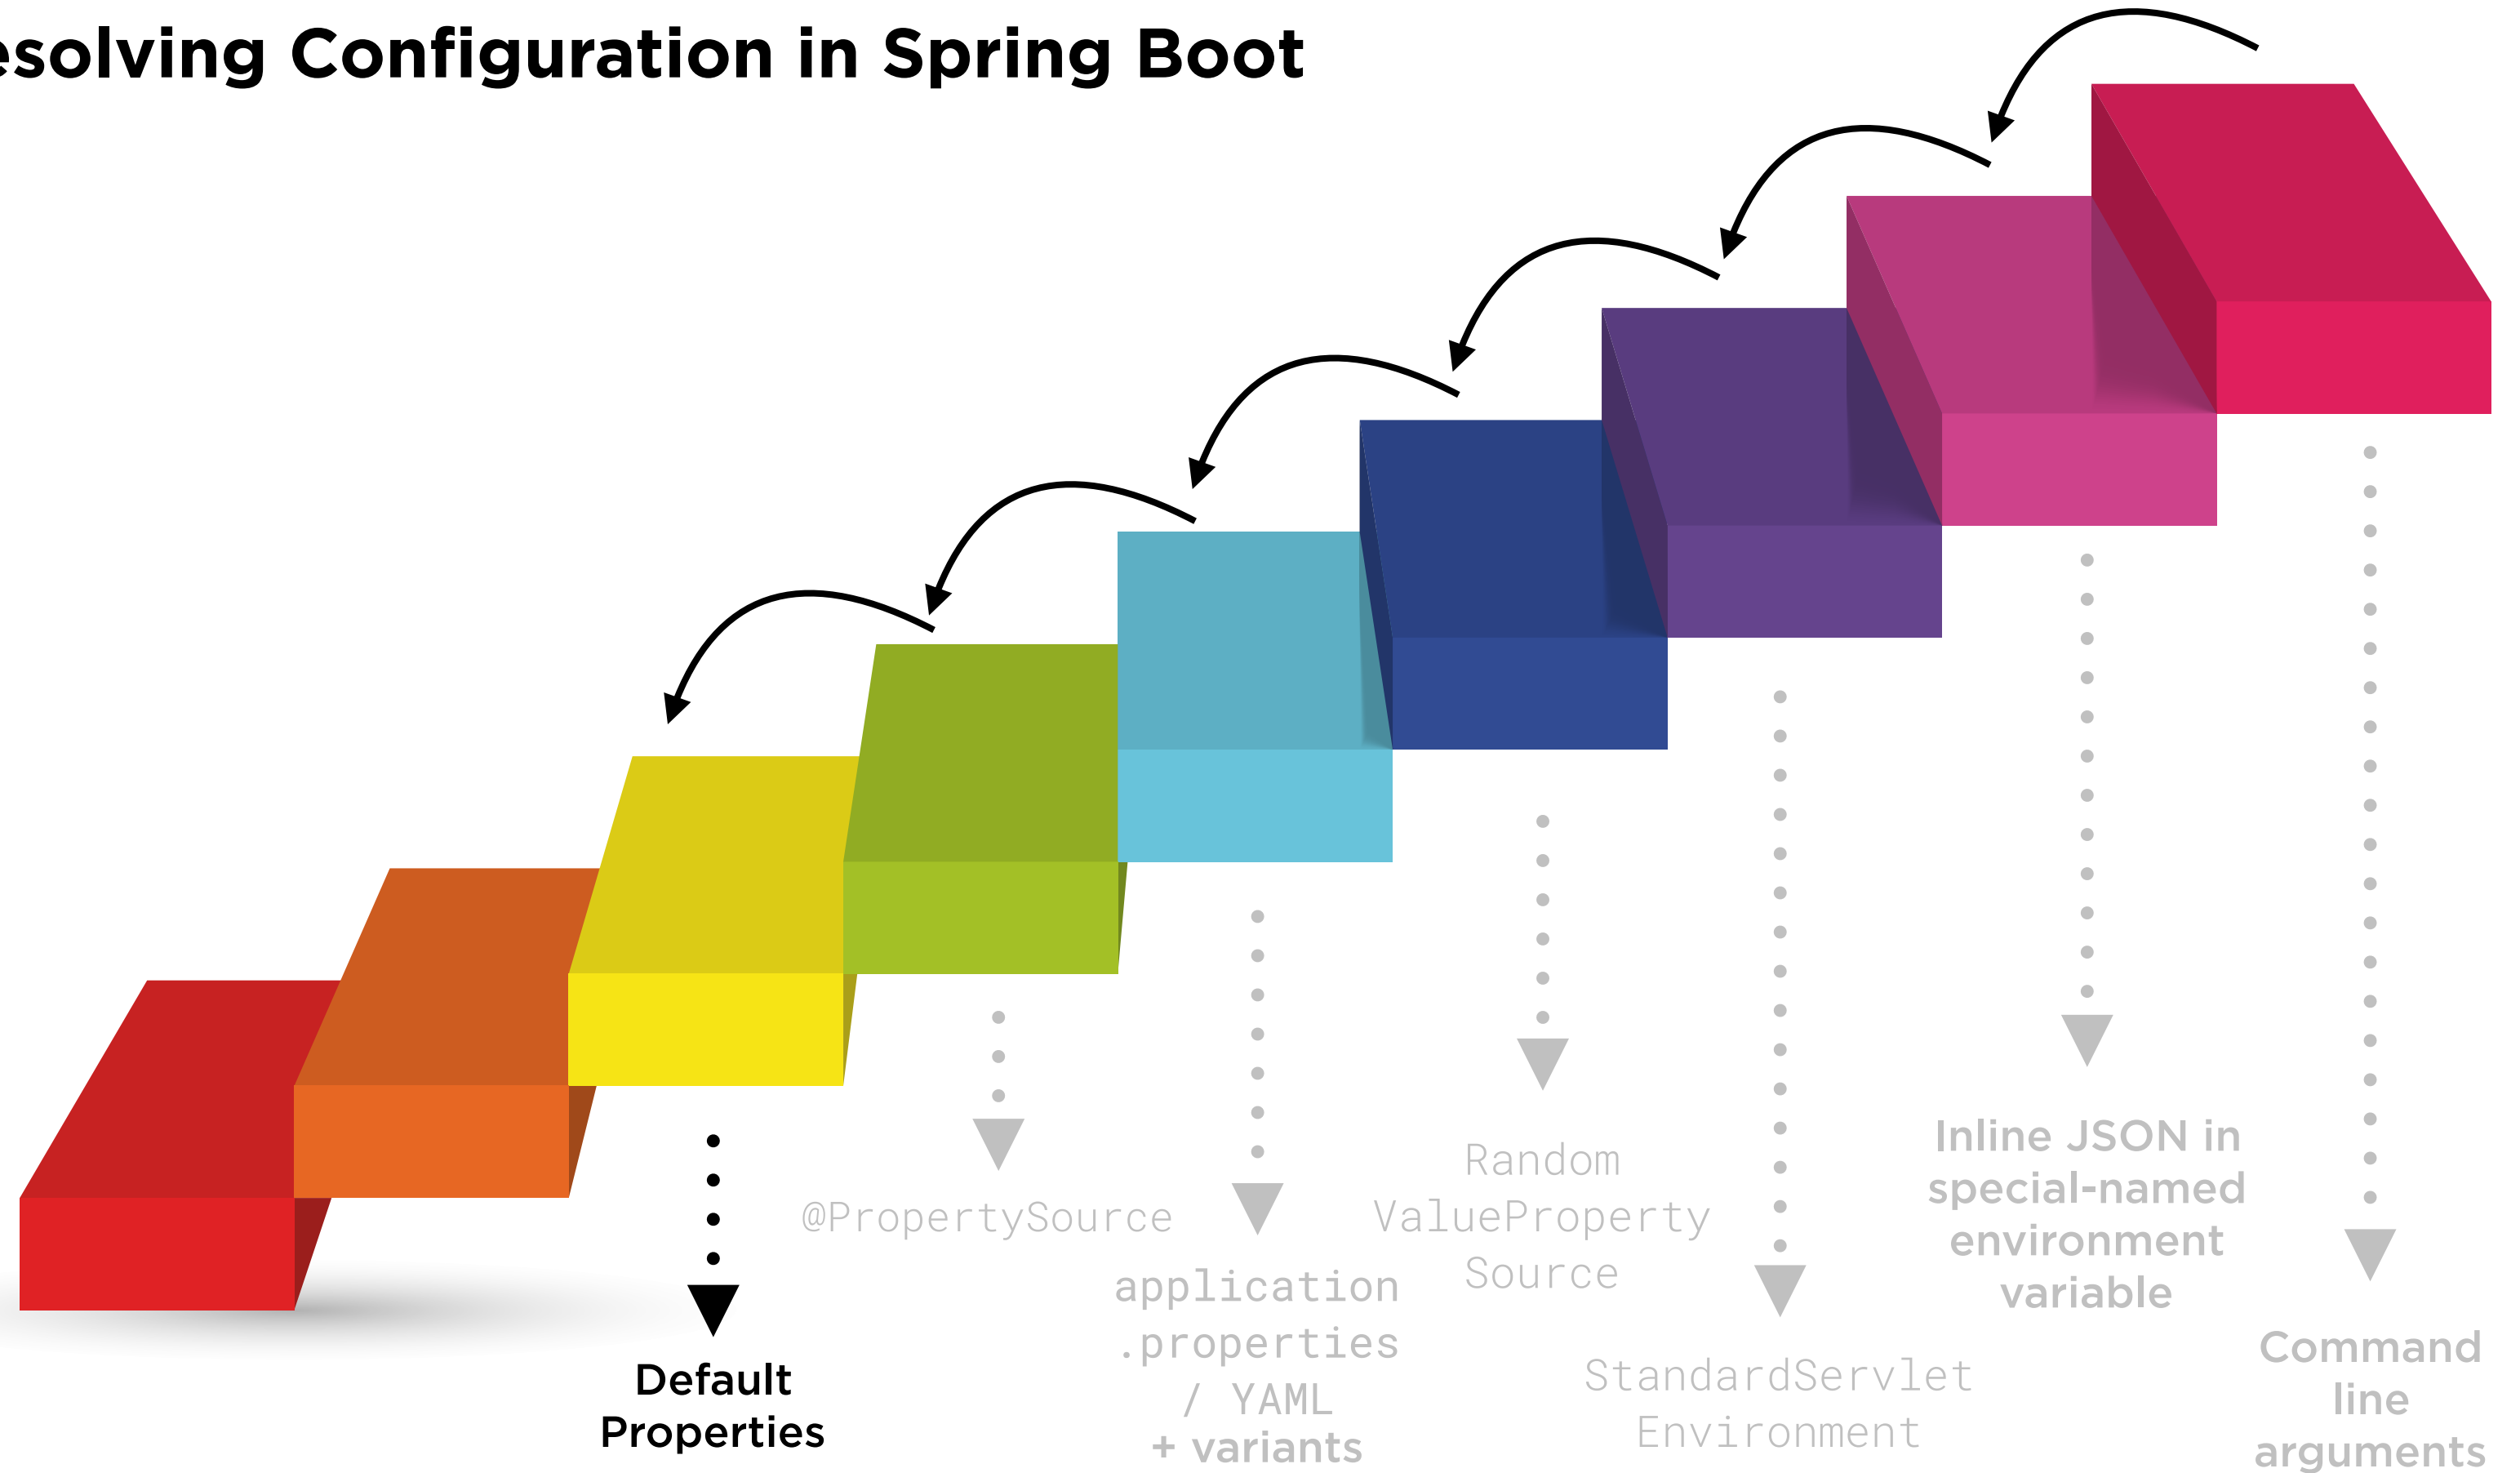 esolving Configuration in Spring Boot
Default
Properties
@PropertySource
application
.properties
/ YAML
+ variants
Random
ValueProperty
Source
StandardServlet
Environment
Inline JSON in
special-named
environment
variable
Command
line
arguments